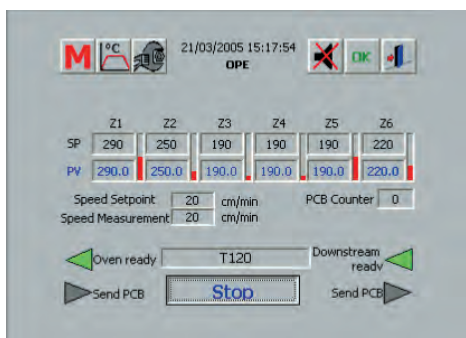 M °C 21/03/2005 15:17:54 OK
OPE
Z1 Z2 Z3 Z4 Z5 Z6
SP 290 250 190 190 190 220
PV 290.0 250.0 190.0 190.0 190.0 220.0
Speed Setpoint 20 cm/min PCB Counter 0
Speed Measurement 20 cm/min
Oven ready T120 Downstream
ready
Send PCB Stop Send PCB